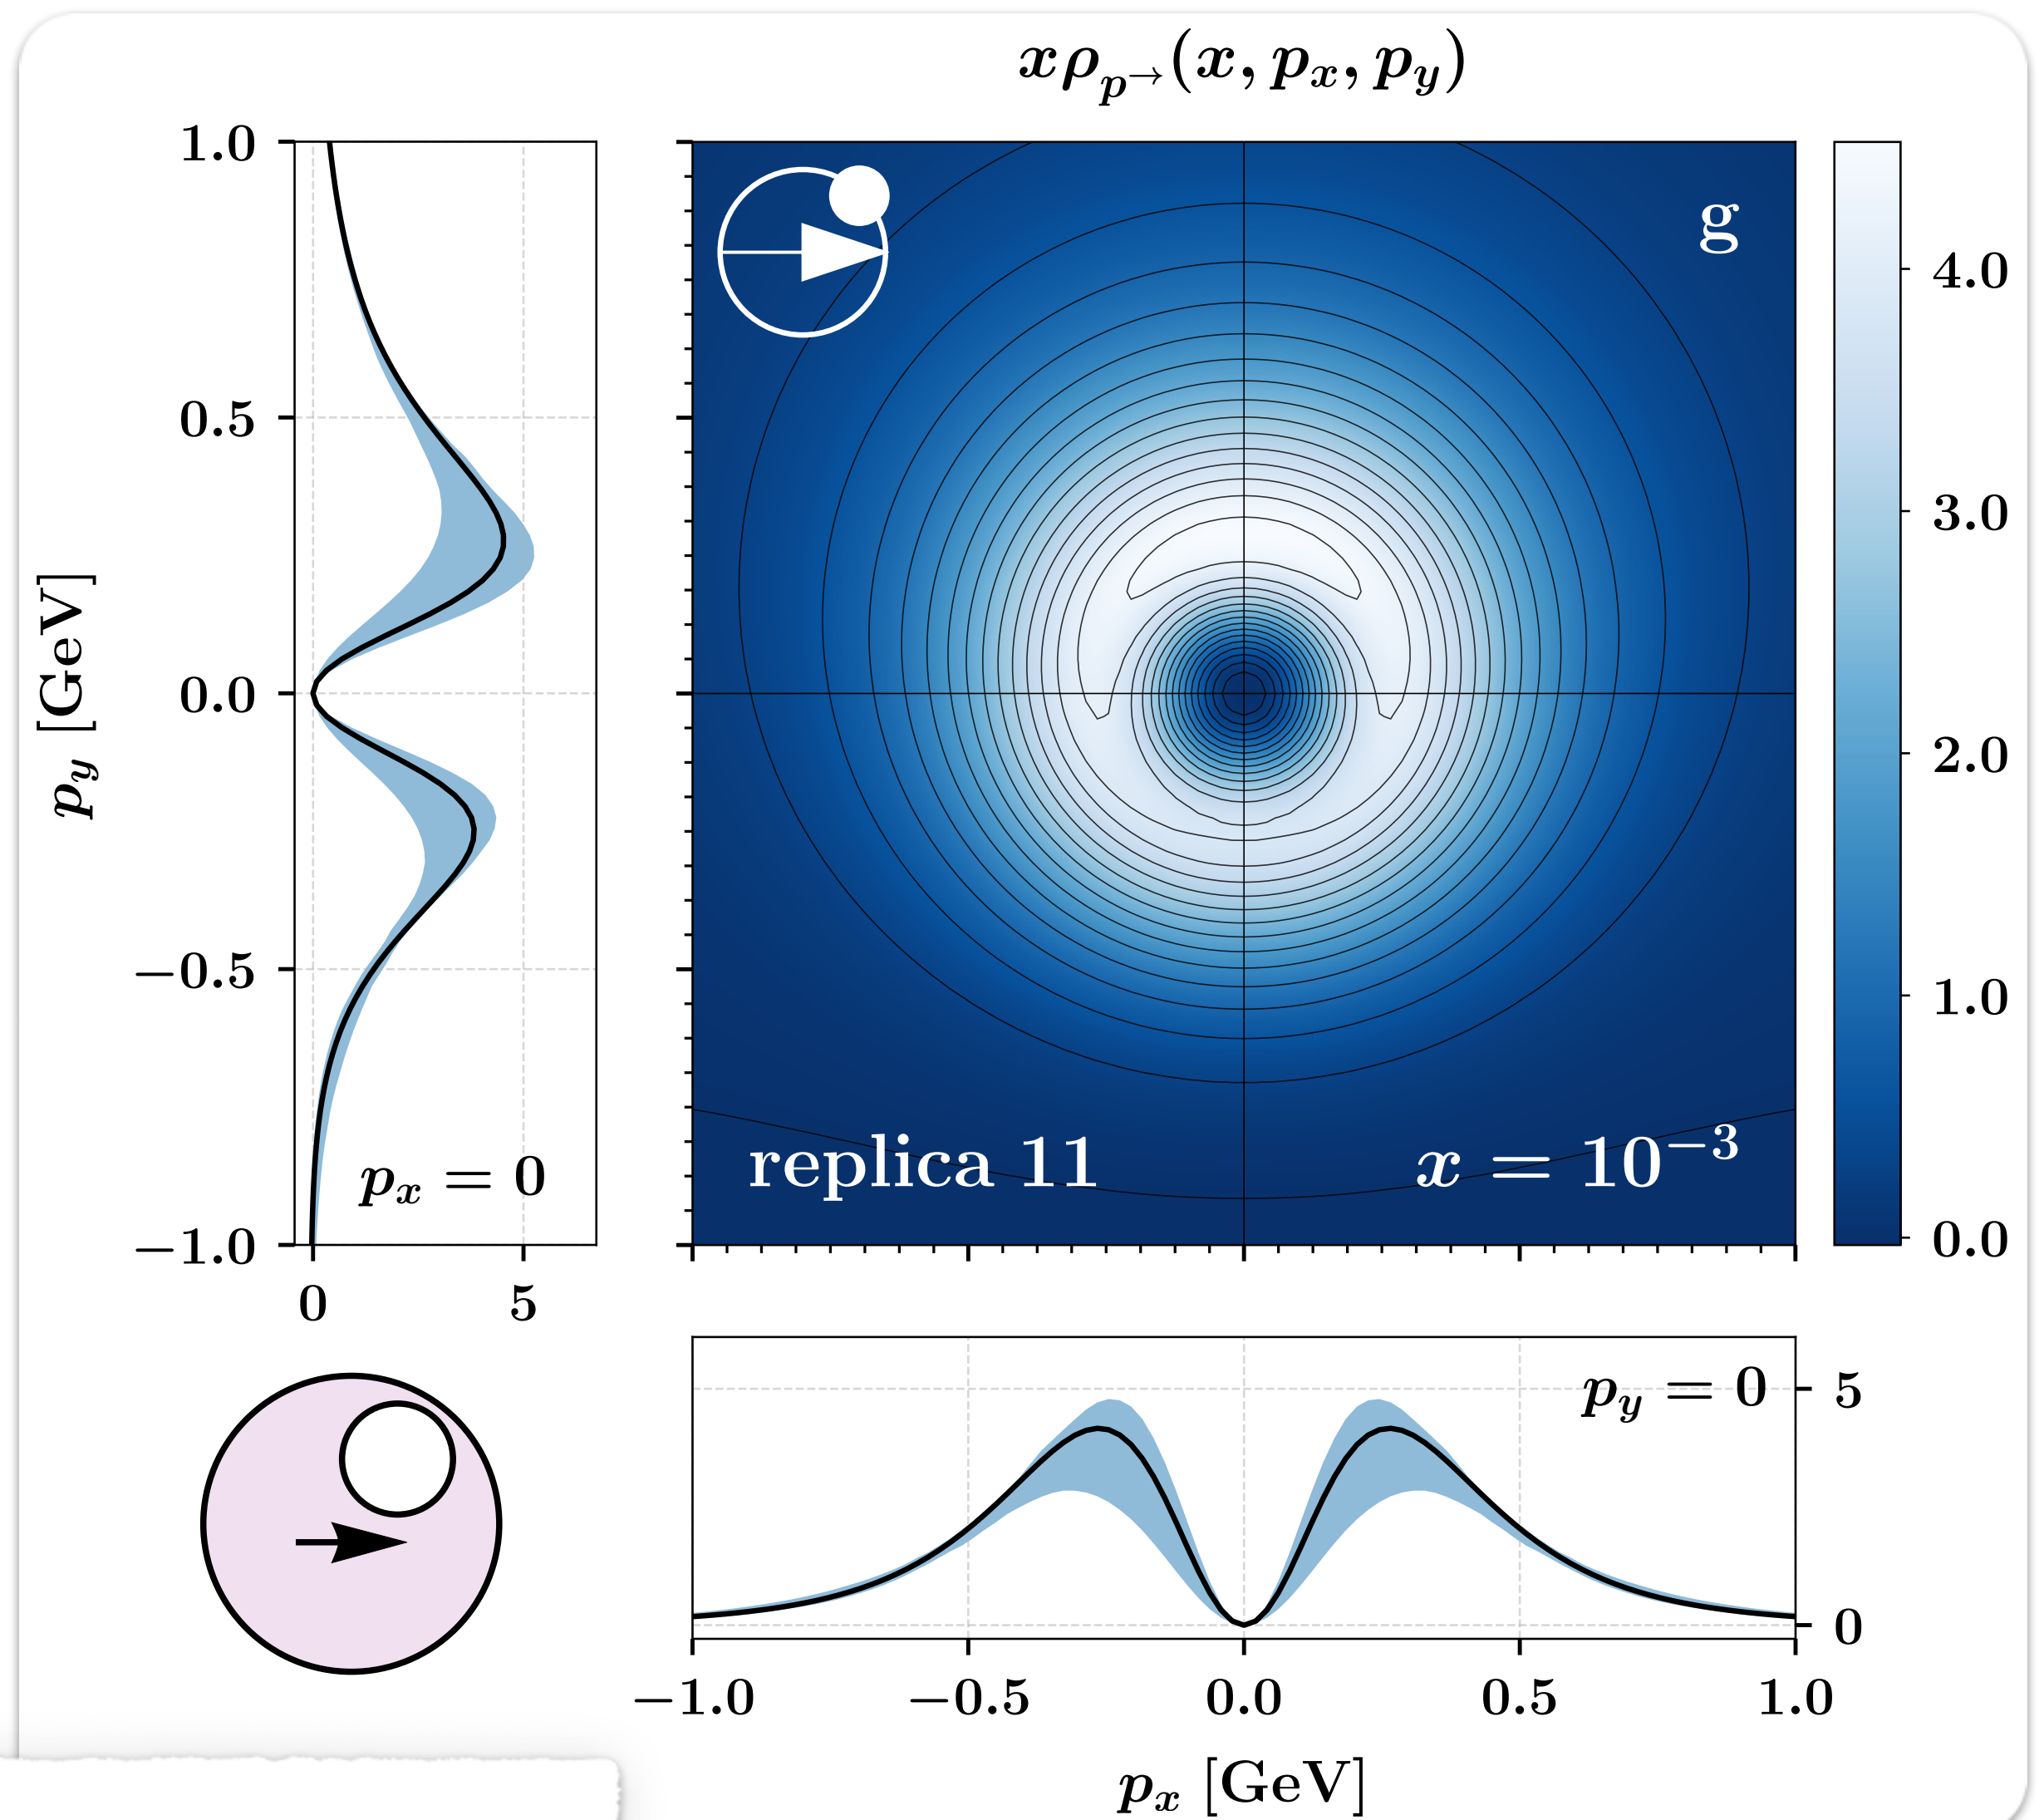 xρ_{p→}(x, p_x, p_y)
1.0
0.5
0.0
−0.5
−1.0
p_y [GeV]
p_x = 0
0 5
g
replica 11 x = 10^{−3}
4.0
3.0
2.0
1.0
0.0
p_y = 0
5
0
−1.0 −0.5 0.0 0.5 1.0
p_x [GeV]